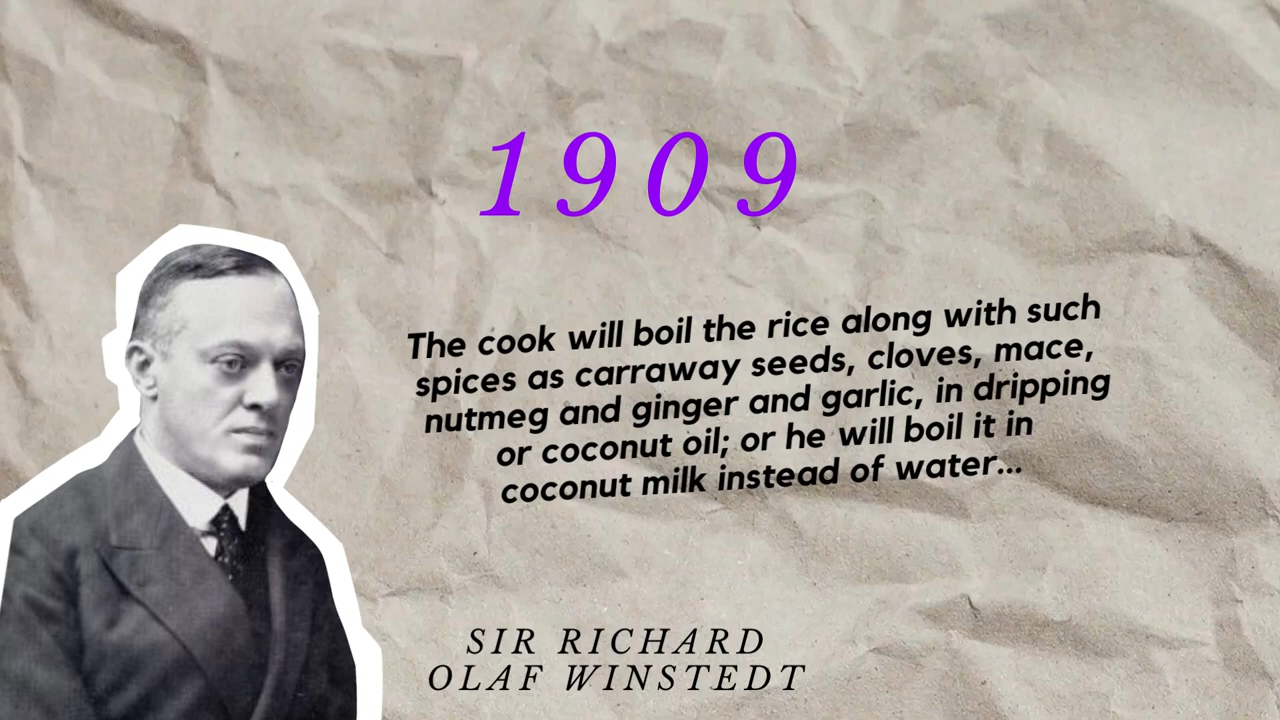 1909
The cook will boil the rice along with such
spices as carraway seeds, cloves, mace,
nutmeg and ginger and garlic, in dripping
or coconut oil; or he will boil it in
coconut milk instead of water...
SIR RICHARD
OLAF WINSTEDT